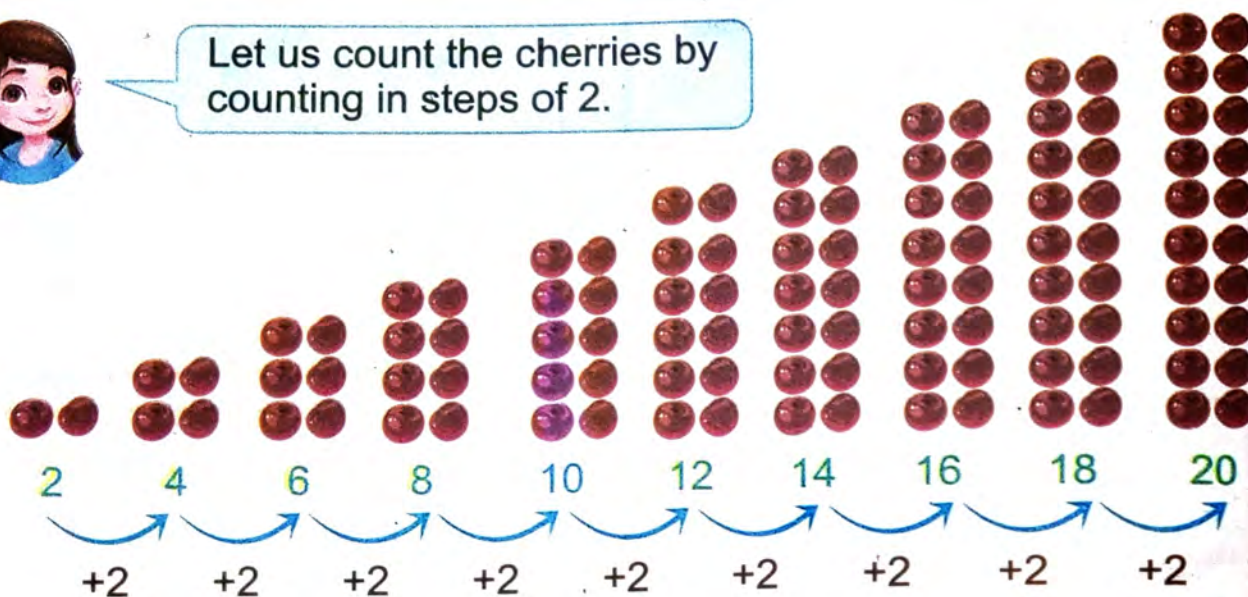 Let us count the cherries by
counting in steps of 2.
2 4 6 8 10 12 14 16 18 20
+2 +2 +2 +2 +2 +2 +2 +2 +2